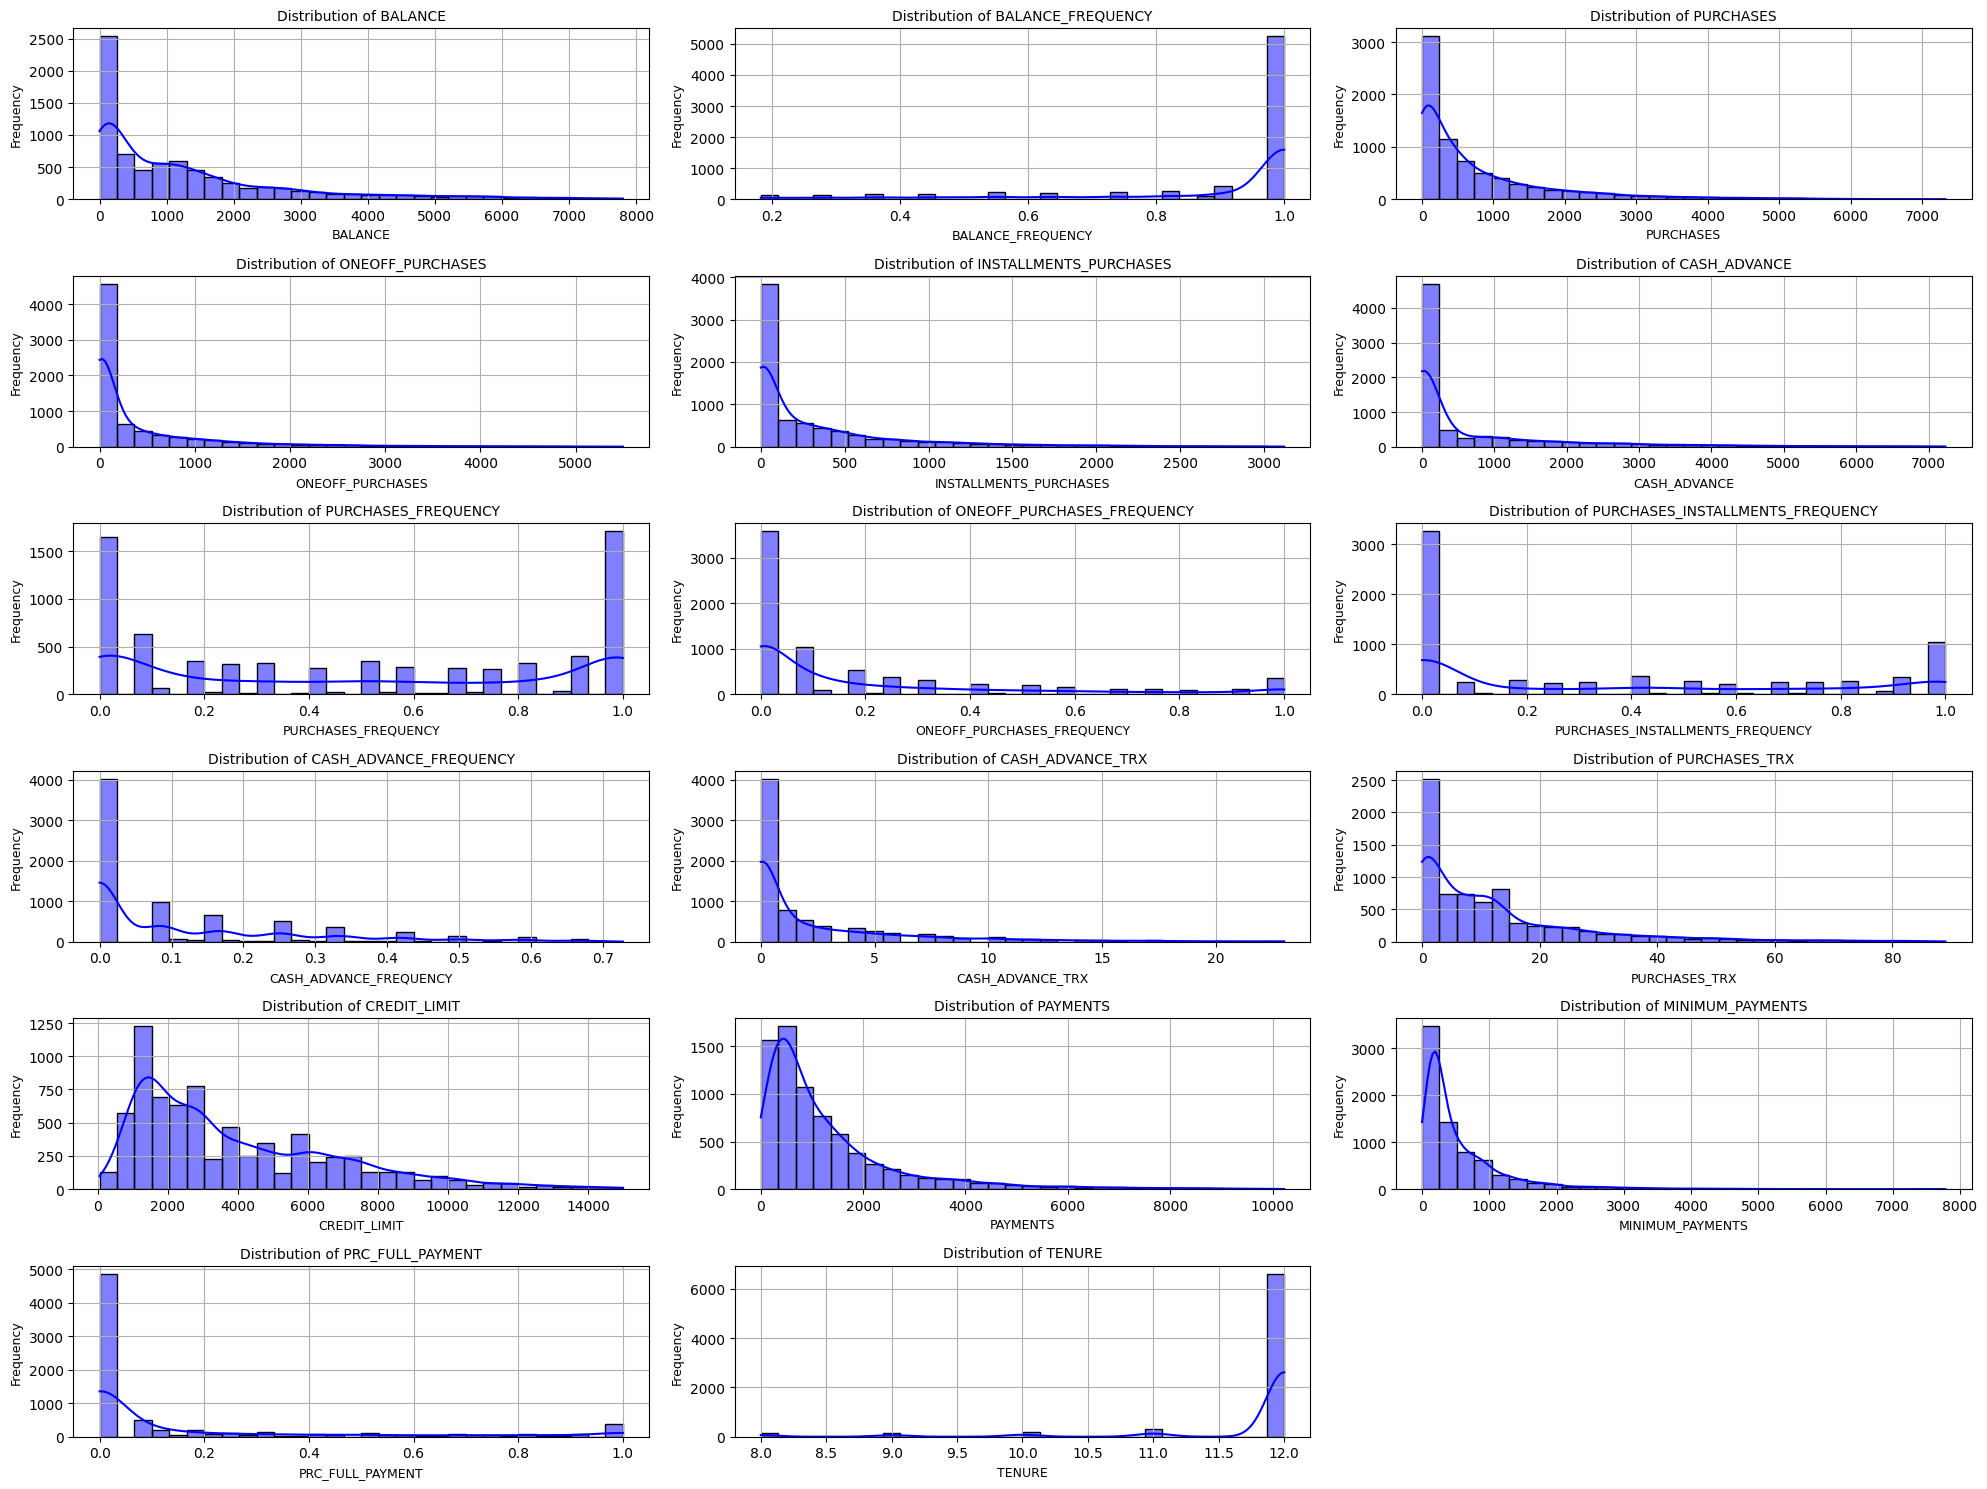 Distribution of BALANCE
Frequency
2500
2000
1500
1000
500
0
0 1000 2000 3000 4000 5000 6000 7000 8000
BALANCE
Distribution of BALANCE_FREQUENCY
Frequency
5000
4000
3000
2000
1000
0
0.2 0.4 0.6 0.8 1.0
BALANCE_FREQUENCY
Distribution of PURCHASES
Frequency
3000
2000
1000
0
0 1000 2000 3000 4000 5000 6000 7000
PURCHASES
Distribution of ONEOFF_PURCHASES
Frequency
4000
3000
2000
1000
0
0 1000 2000 3000 4000 5000
ONEOFF_PURCHASES
Distribution of INSTALLMENTS_PURCHASES
Frequency
4000
3000
2000
1000
0
0 500 1000 1500 2000 2500 3000
INSTALLMENTS_PURCHASES
Distribution of CASH_ADVANCE
Frequency
4000
3000
2000
1000
0
0 1000 2000 3000 4000 5000 6000 7000
CASH_ADVANCE
Distribution of PURCHASES_FREQUENCY
Frequency
1500
1000
500
0
0.0 0.2 0.4 0.6 0.8 1.0
PURCHASES_FREQUENCY
Distribution of ONEOFF_PURCHASES_FREQUENCY
Frequency
3000
2000
1000
0
0.0 0.2 0.4 0.6 0.8 1.0
ONEOFF_PURCHASES_FREQUENCY
Distribution of PURCHASES_INSTALLMENTS_FREQUENCY
Frequency
3000
2000
1000
0
0.0 0.2 0.4 0.6 0.8 1.0
PURCHASES_INSTALLMENTS_FREQUENCY
Distribution of CASH_ADVANCE_FREQUENCY
Frequency
4000
3000
2000
1000
0
0.0 0.1 0.2 0.3 0.4 0.5 0.6 0.7
CASH_ADVANCE_FREQUENCY
Distribution of CASH_ADVANCE_TRX
Frequency
4000
3000
2000
1000
0
0 5 10 15 20
CASH_ADVANCE_TRX
Distribution of PURCHASES_TRX
Frequency
2500
2000
1500
1000
500
0
0 20 40 60 80
PURCHASES_TRX
Distribution of CREDIT_LIMIT
Frequency
1250
1000
750
500
250
0
0 2000 4000 6000 8000 10000 12000 14000
CREDIT_LIMIT
Distribution of PAYMENTS
Frequency
1500
1000
500
0
0 2000 4000 6000 8000 10000
PAYMENTS
Distribution of MINIMUM_PAYMENTS
Frequency
3000
2000
1000
0
0 1000 2000 3000 4000 5000 6000 7000 8000
MINIMUM_PAYMENTS
Distribution of PRC_FULL_PAYMENT
Frequency
5000
4000
3000
2000
1000
0
0.0 0.2 0.4 0.6 0.8 1.0
PRC_FULL_PAYMENT
Distribution of TENURE
Frequency
6000
4000
2000
0
8.0 8.5 9.0 9.5 10.0 10.5 11.0 11.5 12.0
TENURE